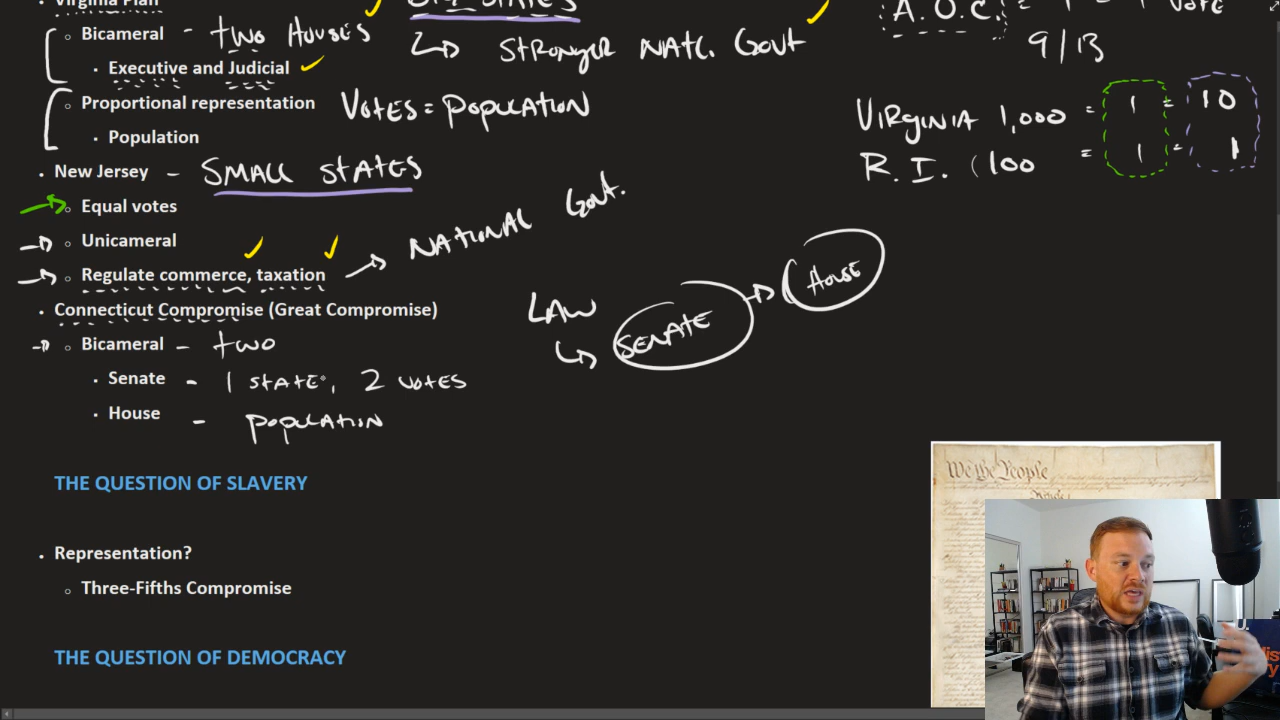 Virginia Plan
BIG STATES
A.O.C. = 1 = 1 VOTE
Bicameral - TWO HOUSES
STRONGER NATL. GOVT
9/13
Executive and Judicial
Proportional representation VOTES = POPULATION
VIRGINIA 1,000 = 1 = 10
Population
R.I. (100 = 1 = 1
New Jersey - SMALL STATES
Equal votes
Unicameral
Regulate commerce, taxation → NATIONAL GOVT.
Connecticut Compromise (Great Compromise)
LAW
SENATE → HOUSE
Bicameral - TWO
Senate - 1 STATE, 2 VOTES
House - POPULATION
We the People
THE QUESTION OF SLAVERY
Representation?
Three-Fifths Compromise
THE QUESTION OF DEMOCRACY